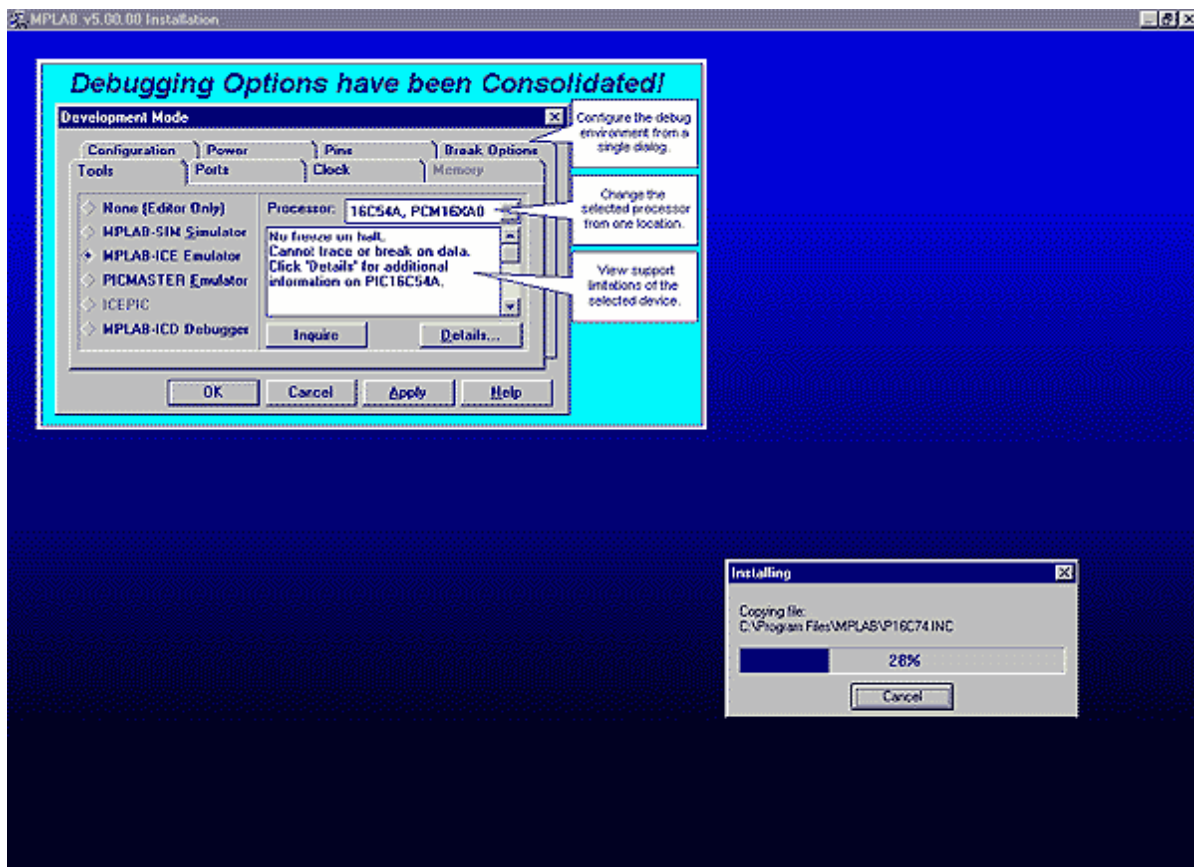 MPLAB v5.00.00 Installation
Debugging Options have been Consolidated!
Development Mode
Configuration Power Pins Break Options
Tools Ports Clock Memory
None (Editor Only)
MPLAB-SIM Simulator
MPLAB-ICE Emulator
PICMASTER Emulator
ICEPIC
MPLAB-ICD Debugger
Processor: 16C54A, PCM16XA0
No freeze on halt.
Cannot trace or break on data.
Click "Details" for additional
information on PIC16C54A.
Inquire Details...
OK Cancel Apply Help
Configure the debug
environment from a
single dialog.
Change the
selected processor
from one location.
View support
limitations of the
selected device.
Installing
Copying file:
C:\Program Files\MPLAB\P16C74.INC
28%
Cancel